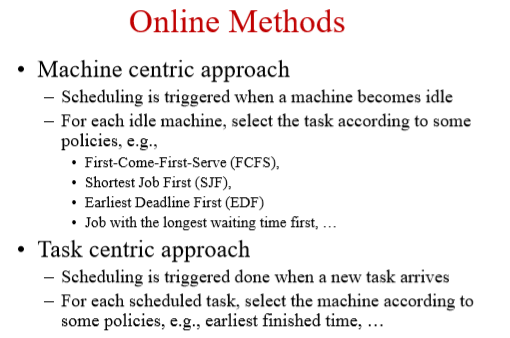 Online Methods
• Machine centric approach
– Scheduling is triggered when a machine becomes idle
– For each idle machine, select the task according to some
policies, e.g.,
• First-Come-First-Serve (FCFS),
• Shortest Job First (SJF),
• Earliest Deadline First (EDF)
• Job with the longest waiting time first, …
• Task centric approach
– Scheduling is triggered done when a new task arrives
– For each scheduled task, select the machine according to
some policies, e.g., earliest finished time, …